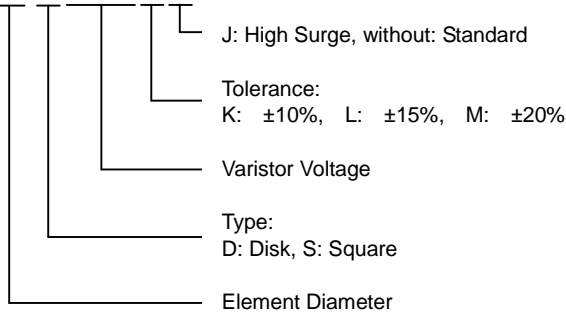 J: High Surge, without: Standard
Tolerance:
K: ±10%, L: ±15%, M: ±20%
Varistor Voltage
Type:
D: Disk, S: Square
Element Diameter